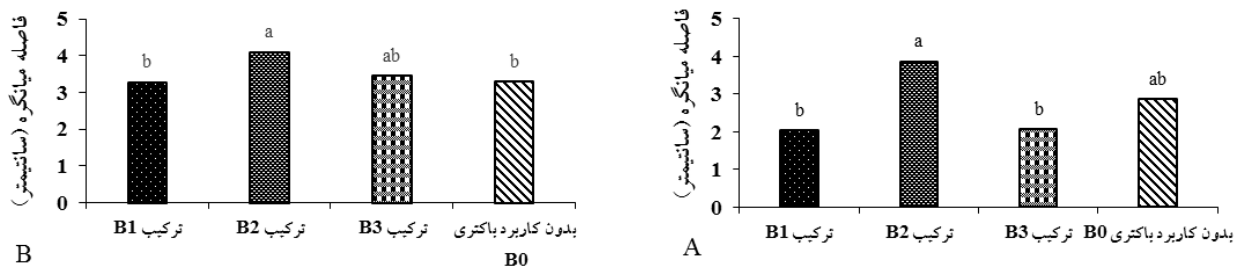 فاصله میانگره (سانتیمتر)
5
4
3
2
1
0
b
a
ab
b
ترکیب B1
ترکیب B2
ترکیب B3
بدون کاربرد باکتری
B0
B
فاصله میانگره (سانتیمتر)
5
4
3
2
1
0
b
a
b
ab
ترکیب B1
ترکیب B2
ترکیب B3
بدون کاربرد باکتری B0
A